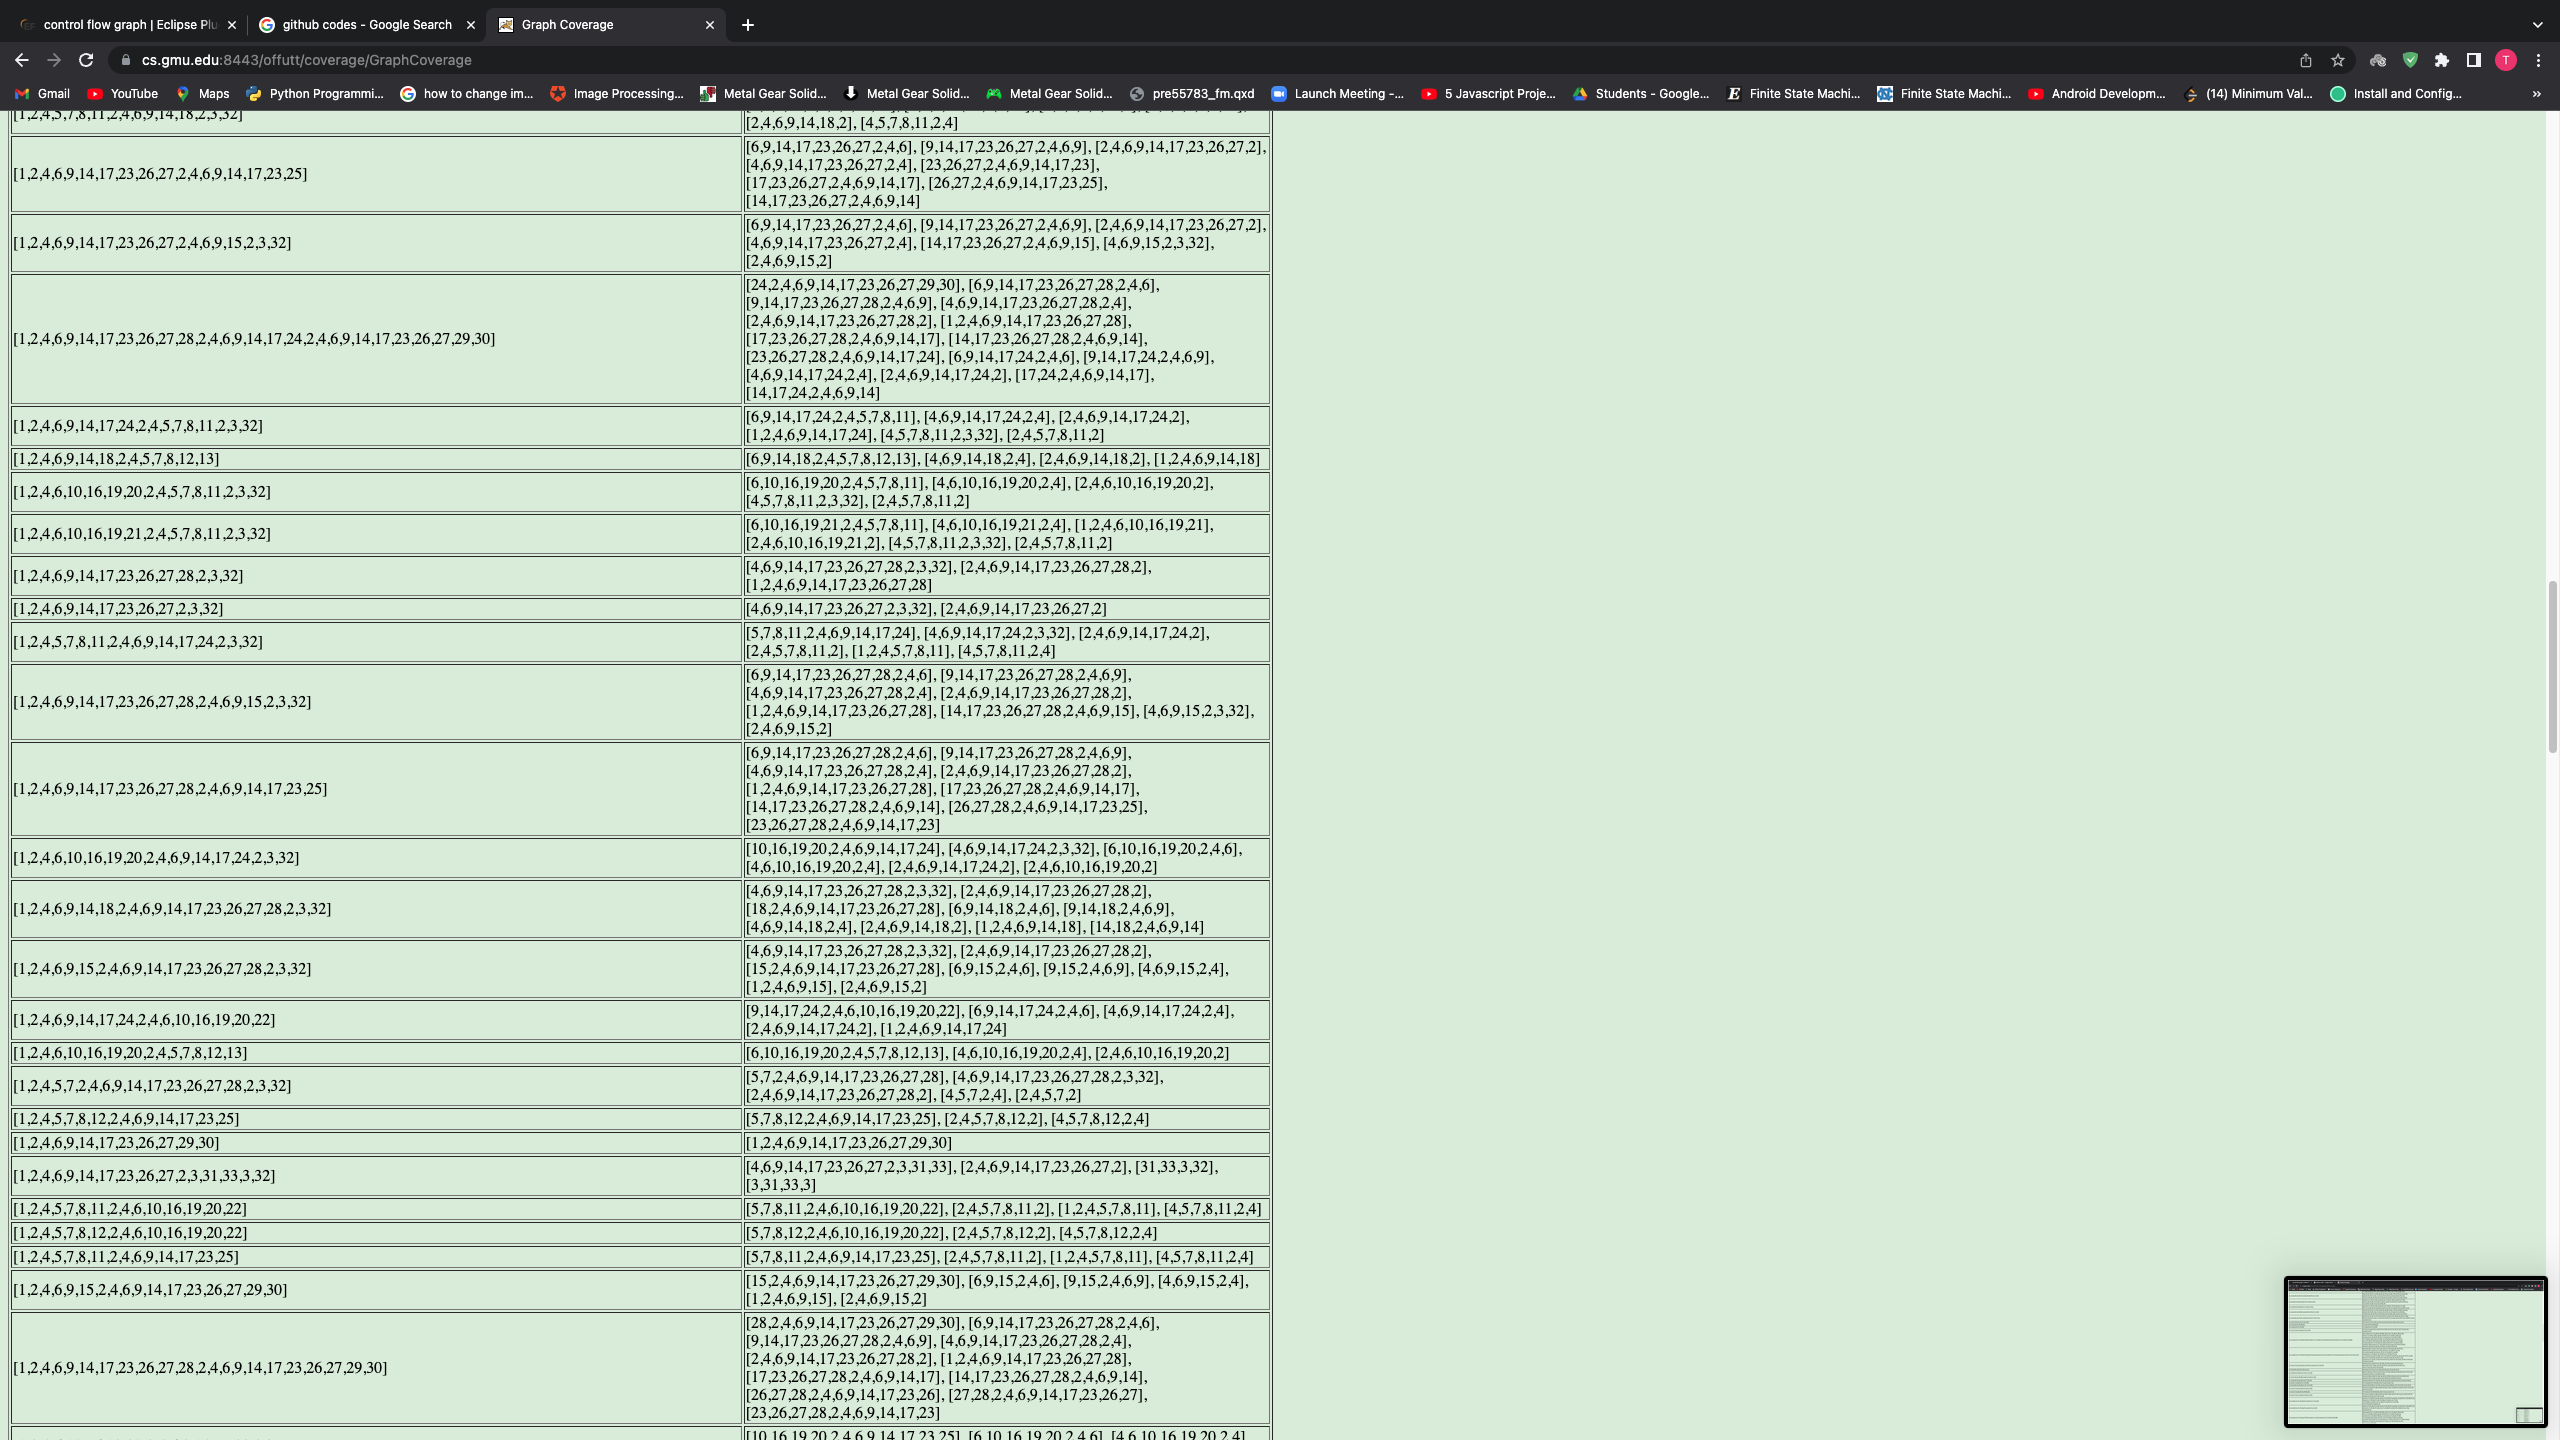 control flow graph | Eclipse Plu
github codes - Google Search
Graph Coverage
cs.gmu.edu:8443/offutt/coverage/GraphCoverage
T
Gmail
YouTube
Maps
Python Programmi...
how to change im...
Image Processing...
Metal Gear Solid...
Metal Gear Solid...
Metal Gear Solid...
pre55783_fm.qxd
Launch Meeting -...
5 Javascript Proje...
Students - Google...
Finite State Machi...
Finite State Machi...
Android Developm...
(14) Minimum Val...
Install and Config...
»
[1,2,4,5,7,8,11,2,4,6,9,14,18,2,3,32]
[2,4,6,9,14,18,2], [4,5,7,8,11,2,4]
[1,2,4,6,9,14,17,23,26,27,2,4,6,9,14,17,23,25]
[6,9,14,17,23,26,27,2,4,6], [9,14,17,23,26,27,2,4,6,9], [2,4,6,9,14,17,23,26,27,2],
[4,6,9,14,17,23,26,27,2,4], [23,26,27,2,4,6,9,14,17,23],
[17,23,26,27,2,4,6,9,14,17], [26,27,2,4,6,9,14,17,23,25],
[14,17,23,26,27,2,4,6,9,14]
[1,2,4,6,9,14,17,23,26,27,2,4,6,9,15,2,3,32]
[6,9,14,17,23,26,27,2,4,6], [9,14,17,23,26,27,2,4,6,9], [2,4,6,9,14,17,23,26,27,2],
[4,6,9,14,17,23,26,27,2,4], [14,17,23,26,27,2,4,6,9,15], [4,6,9,15,2,3,32],
[2,4,6,9,15,2]
[1,2,4,6,9,14,17,23,26,27,28,2,4,6,9,14,17,24,2,4,6,9,14,17,23,26,27,29,30]
[24,2,4,6,9,14,17,23,26,27,29,30], [6,9,14,17,23,26,27,28,2,4,6],
[9,14,17,23,26,27,28,2,4,6,9], [4,6,9,14,17,23,26,27,28,2,4],
[2,4,6,9,14,17,23,26,27,28,2], [1,2,4,6,9,14,17,23,26,27,28],
[17,23,26,27,28,2,4,6,9,14,17], [14,17,23,26,27,28,2,4,6,9,14],
[23,26,27,28,2,4,6,9,14,17,24], [6,9,14,17,24,2,4,6], [9,14,17,24,2,4,6,9],
[4,6,9,14,17,24,2,4], [2,4,6,9,14,17,24,2], [17,24,2,4,6,9,14,17],
[14,17,24,2,4,6,9,14]
[1,2,4,6,9,14,17,24,2,4,5,7,8,11,2,3,32]
[6,9,14,17,24,2,4,5,7,8,11], [4,6,9,14,17,24,2,4], [2,4,6,9,14,17,24,2],
[1,2,4,6,9,14,17,24], [4,5,7,8,11,2,3,32], [2,4,5,7,8,11,2]
[1,2,4,6,9,14,18,2,4,5,7,8,12,13]
[6,9,14,18,2,4,5,7,8,12,13], [4,6,9,14,18,2,4], [2,4,6,9,14,18,2], [1,2,4,6,9,14,18]
[1,2,4,6,10,16,19,20,2,4,5,7,8,11,2,3,32]
[6,10,16,19,20,2,4,5,7,8,11], [4,6,10,16,19,20,2,4], [2,4,6,10,16,19,20,2],
[4,5,7,8,11,2,3,32], [2,4,5,7,8,11,2]
[1,2,4,6,10,16,19,21,2,4,5,7,8,11,2,3,32]
[6,10,16,19,21,2,4,5,7,8,11], [4,6,10,16,19,21,2,4], [1,2,4,6,10,16,19,21],
[2,4,6,10,16,19,21,2], [4,5,7,8,11,2,3,32], [2,4,5,7,8,11,2]
[1,2,4,6,9,14,17,23,26,27,28,2,3,32]
[4,6,9,14,17,23,26,27,28,2,3,32], [2,4,6,9,14,17,23,26,27,28,2],
[1,2,4,6,9,14,17,23,26,27,28]
[1,2,4,6,9,14,17,23,26,27,2,3,32]
[4,6,9,14,17,23,26,27,2,3,32], [2,4,6,9,14,17,23,26,27,2]
[1,2,4,5,7,8,11,2,4,6,9,14,17,24,2,3,32]
[5,7,8,11,2,4,6,9,14,17,24], [4,6,9,14,17,24,2,3,32], [2,4,6,9,14,17,24,2],
[2,4,5,7,8,11,2], [1,2,4,5,7,8,11], [4,5,7,8,11,2,4]
[1,2,4,6,9,14,17,23,26,27,28,2,4,6,9,15,2,3,32]
[6,9,14,17,23,26,27,28,2,4,6], [9,14,17,23,26,27,28,2,4,6,9],
[4,6,9,14,17,23,26,27,28,2,4], [2,4,6,9,14,17,23,26,27,28,2],
[1,2,4,6,9,14,17,23,26,27,28], [14,17,23,26,27,28,2,4,6,9,15], [4,6,9,15,2,3,32],
[2,4,6,9,15,2]
[1,2,4,6,9,14,17,23,26,27,28,2,4,6,9,14,17,23,25]
[6,9,14,17,23,26,27,28,2,4,6], [9,14,17,23,26,27,28,2,4,6,9],
[4,6,9,14,17,23,26,27,28,2,4], [2,4,6,9,14,17,23,26,27,28,2],
[1,2,4,6,9,14,17,23,26,27,28], [17,23,26,27,28,2,4,6,9,14,17],
[14,17,23,26,27,28,2,4,6,9,14], [26,27,28,2,4,6,9,14,17,23,25],
[23,26,27,28,2,4,6,9,14,17,23]
[1,2,4,6,10,16,19,20,2,4,6,9,14,17,24,2,3,32]
[10,16,19,20,2,4,6,9,14,17,24], [4,6,9,14,17,24,2,3,32], [6,10,16,19,20,2,4,6],
[4,6,10,16,19,20,2,4], [2,4,6,9,14,17,24,2], [2,4,6,10,16,19,20,2]
[1,2,4,6,9,14,18,2,4,6,9,14,17,23,26,27,28,2,3,32]
[4,6,9,14,17,23,26,27,28,2,3,32], [2,4,6,9,14,17,23,26,27,28,2],
[18,2,4,6,9,14,17,23,26,27,28], [6,9,14,18,2,4,6], [9,14,18,2,4,6,9],
[4,6,9,14,18,2,4], [2,4,6,9,14,18,2], [1,2,4,6,9,14,18], [14,18,2,4,6,9,14]
[1,2,4,6,9,15,2,4,6,9,14,17,23,26,27,28,2,3,32]
[4,6,9,14,17,23,26,27,28,2,3,32], [2,4,6,9,14,17,23,26,27,28,2],
[15,2,4,6,9,14,17,23,26,27,28], [6,9,15,2,4,6], [9,15,2,4,6,9], [4,6,9,15,2,4],
[1,2,4,6,9,15], [2,4,6,9,15,2]
[1,2,4,6,9,14,17,24,2,4,6,10,16,19,20,22]
[9,14,17,24,2,4,6,10,16,19,20,22], [6,9,14,17,24,2,4,6], [4,6,9,14,17,24,2,4],
[2,4,6,9,14,17,24,2], [1,2,4,6,9,14,17,24]
[1,2,4,6,10,16,19,20,2,4,5,7,8,12,13]
[6,10,16,19,20,2,4,5,7,8,12,13], [4,6,10,16,19,20,2,4], [2,4,6,10,16,19,20,2]
[1,2,4,5,7,2,4,6,9,14,17,23,26,27,28,2,3,32]
[5,7,2,4,6,9,14,17,23,26,27,28], [4,6,9,14,17,23,26,27,28,2,3,32],
[2,4,6,9,14,17,23,26,27,28,2], [4,5,7,2,4], [2,4,5,7,2]
[1,2,4,5,7,8,12,2,4,6,9,14,17,23,25]
[5,7,8,12,2,4,6,9,14,17,23,25], [2,4,5,7,8,12,2], [4,5,7,8,12,2,4]
[1,2,4,6,9,14,17,23,26,27,29,30]
[1,2,4,6,9,14,17,23,26,27,29,30]
[1,2,4,6,9,14,17,23,26,27,2,3,31,33,3,32]
[4,6,9,14,17,23,26,27,2,3,31,33], [2,4,6,9,14,17,23,26,27,2], [31,33,3,32],
[3,31,33,3]
[1,2,4,5,7,8,11,2,4,6,10,16,19,20,22]
[5,7,8,11,2,4,6,10,16,19,20,22], [2,4,5,7,8,11,2], [1,2,4,5,7,8,11], [4,5,7,8,11,2,4]
[1,2,4,5,7,8,12,2,4,6,10,16,19,20,22]
[5,7,8,12,2,4,6,10,16,19,20,22], [2,4,5,7,8,12,2], [4,5,7,8,12,2,4]
[1,2,4,5,7,8,11,2,4,6,9,14,17,23,25]
[5,7,8,11,2,4,6,9,14,17,23,25], [2,4,5,7,8,11,2], [1,2,4,5,7,8,11], [4,5,7,8,11,2,4]
[1,2,4,6,9,15,2,4,6,9,14,17,23,26,27,29,30]
[15,2,4,6,9,14,17,23,26,27,29,30], [6,9,15,2,4,6], [9,15,2,4,6,9], [4,6,9,15,2,4],
[1,2,4,6,9,15], [2,4,6,9,15,2]
[1,2,4,6,9,14,17,23,26,27,28,2,4,6,9,14,17,23,26,27,29,30]
[28,2,4,6,9,14,17,23,26,27,29,30], [6,9,14,17,23,26,27,28,2,4,6],
[9,14,17,23,26,27,28,2,4,6,9], [4,6,9,14,17,23,26,27,28,2,4],
[2,4,6,9,14,17,23,26,27,28,2], [1,2,4,6,9,14,17,23,26,27,28],
[17,23,26,27,28,2,4,6,9,14,17], [14,17,23,26,27,28,2,4,6,9,14],
[26,27,28,2,4,6,9,14,17,23,26], [27,28,2,4,6,9,14,17,23,26,27],
[23,26,27,28,2,4,6,9,14,17,23]
[10,16,19,20,2,4,6,9,14,17,23,25], [6,10,16,19,20,2,4,6], [4,6,10,16,19,20,2,4],